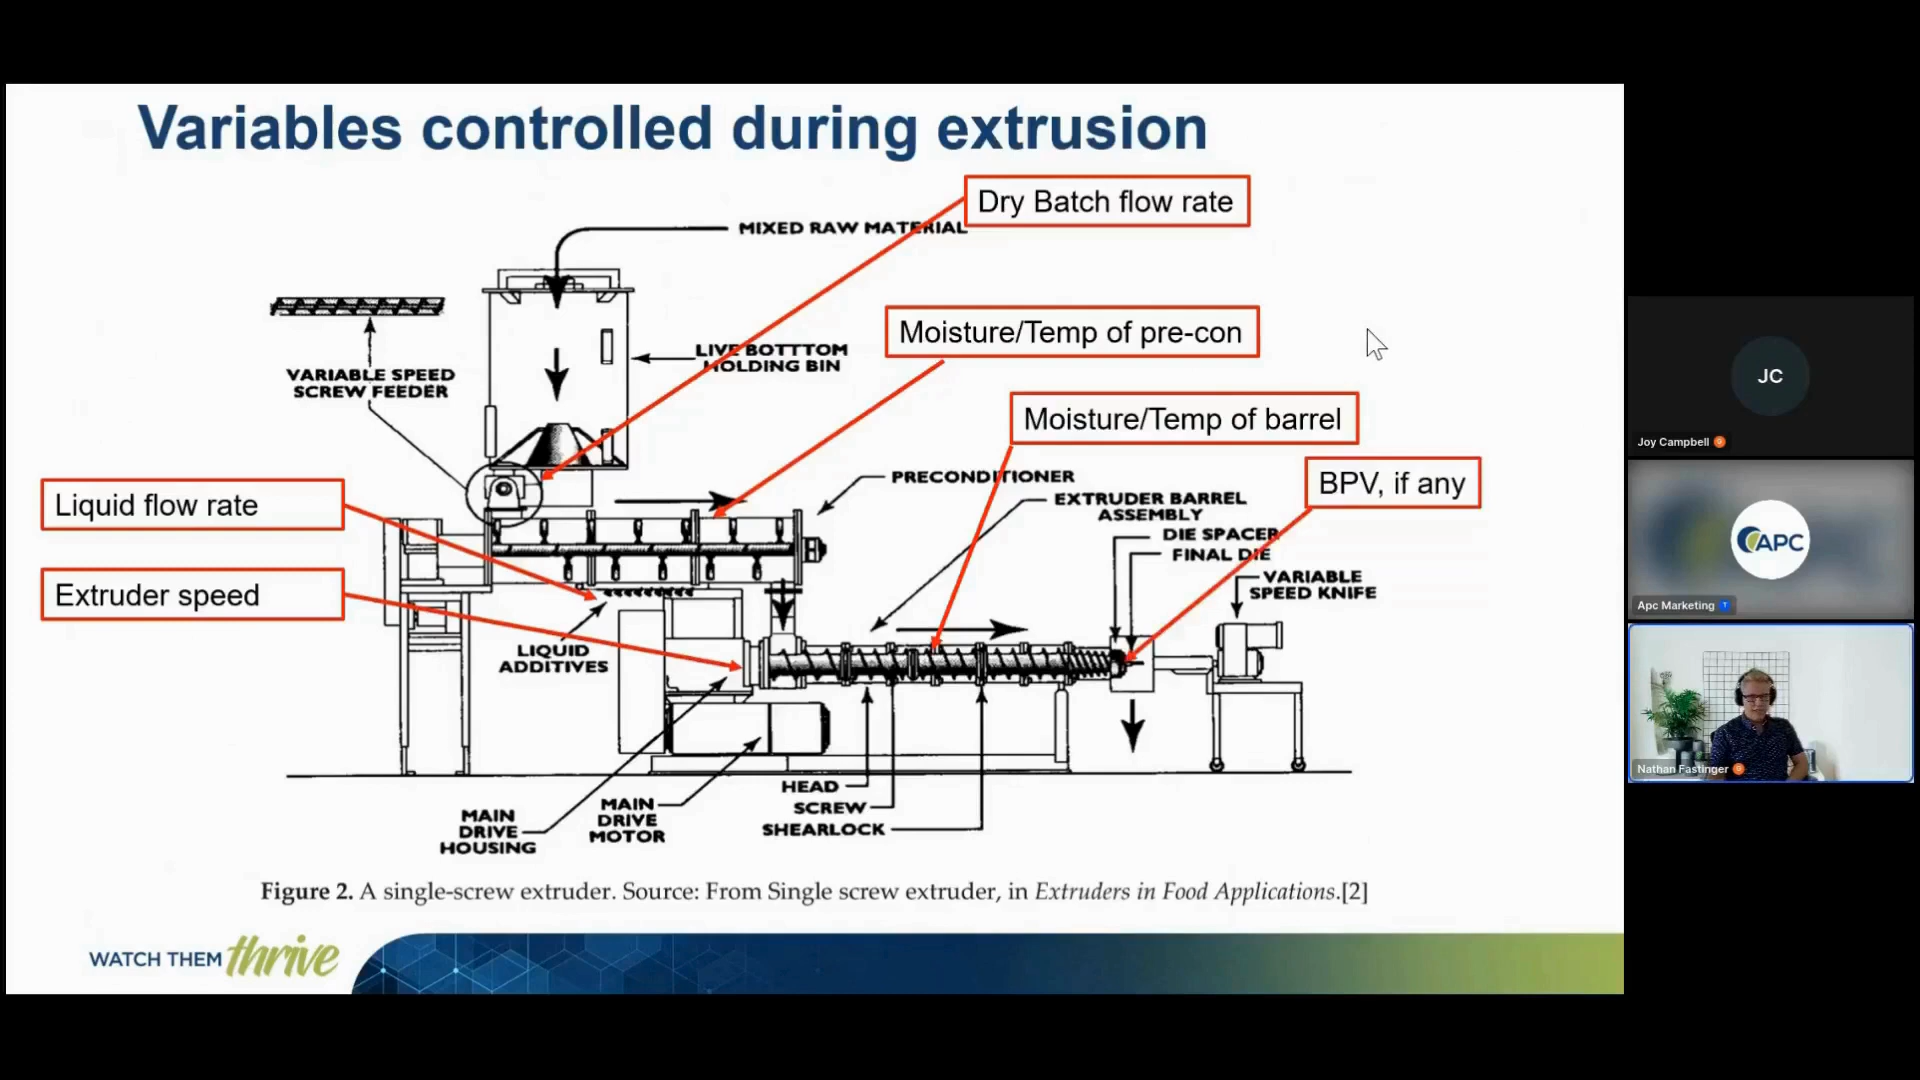 Variables controlled during extrusion
Dry Batch flow rate
MIXED RAW MATERIAL
Moisture/Temp of pre-con
LIVE BOTTTOM
HOLDING BIN
VARIABLE SPEED
SCREW FEEDER
Moisture/Temp of barrel
PRECONDITIONER
BPV, if any
Liquid flow rate
EXTRUDER BARREL
ASSEMBLY
DIE SPACER
FINAL DIE
VARIABLE
SPEED KNIFE
Extruder speed
LIQUID
ADDITIVES
HEAD
SCREW
SHEARLOCK
MAIN
DRIVE
MOTOR
MAIN
DRIVE
HOUSING
Figure 2. A single-screw extruder. Source: From Single screw extruder, in Extruders in Food Applications.[2]
WATCH THEM thrive
JC
Joy Campbell
APC
Apc Marketing T
Nathan Fastinger